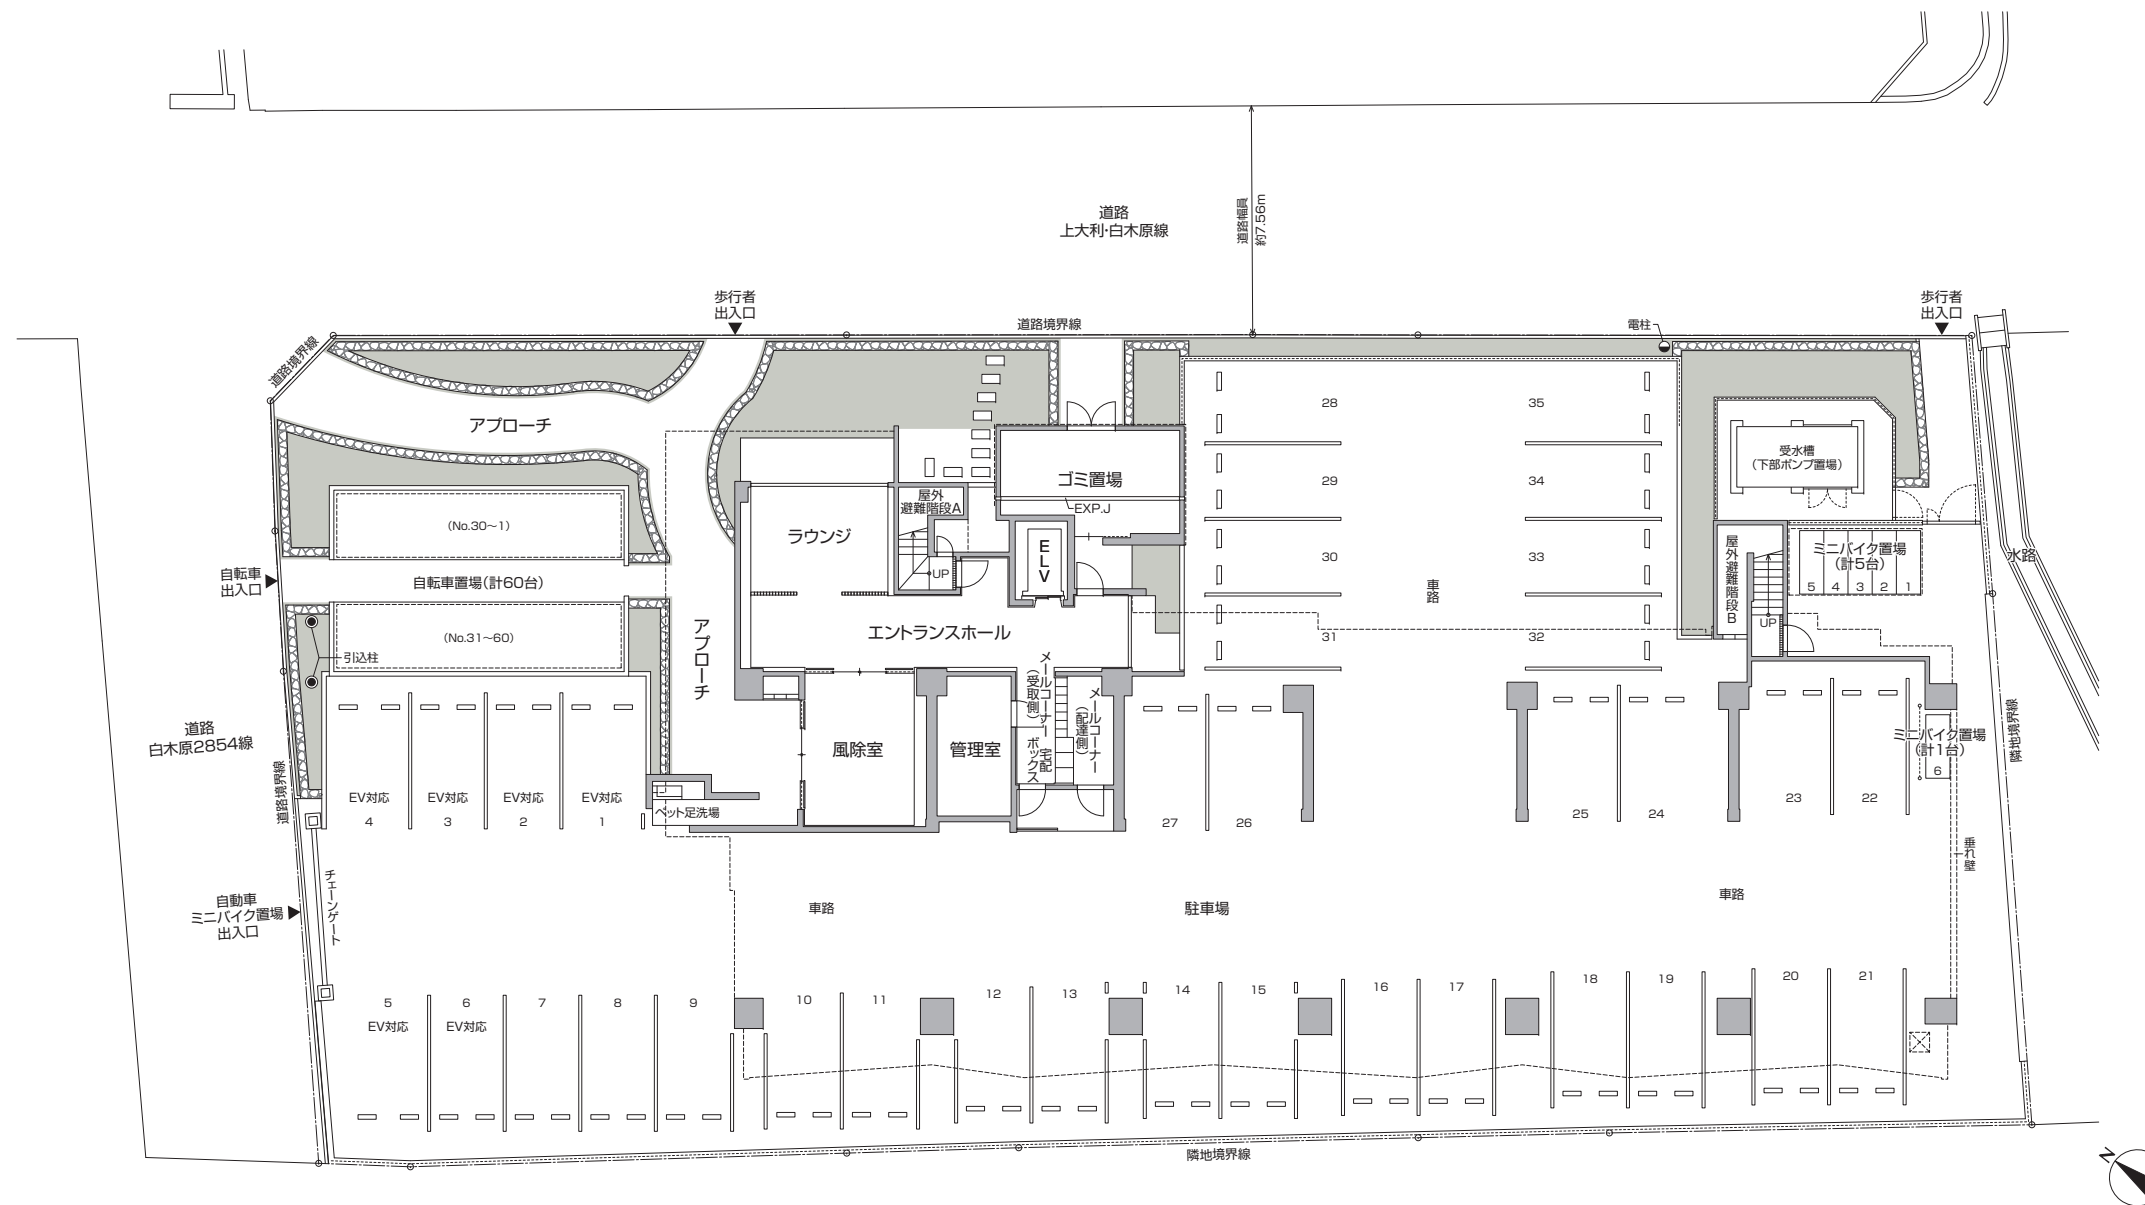 道路
上大利・白木原線
道路幅員
約7.56m
歩行者
出入口
歩行者
出入口
道路境界線
電柱
道路境界線
アプローチ
28
35
受水槽
(下部ポンプ置場)
ゴミ置場
EXP.J
29
34
屋外
避難階段A
ラウンジ
(No.30〜1)
ELV
UP
30
33
車路
屋外避難階段B
UP
ミニバイク置場
(計5台)
5 4 3 2 1
水路
自転車
出入口
自転車置場(計60台)
(No.31〜60)
引込柱
アプローチ
エントランスホール
31
32
メールコーナー
(受取側)
宅配
ボックス
メールコーナー
(配達側)
道路
白木原2854線
道路境界線
風除室
管理室
ミニバイク置場
(計1台)
6
隣地境界線
EV対応
4
EV対応
3
EV対応
2
EV対応
1
ペット足洗場
27
26
25
24
23
22
垂れ壁
チェーンゲート
自動車
ミニバイク置場
出入口
車路
駐車場
車路
5
EV対応
6
EV対応
7
8
9
10
11
12
13
14
15
16
17
18
19
20
21
隣地境界線
N